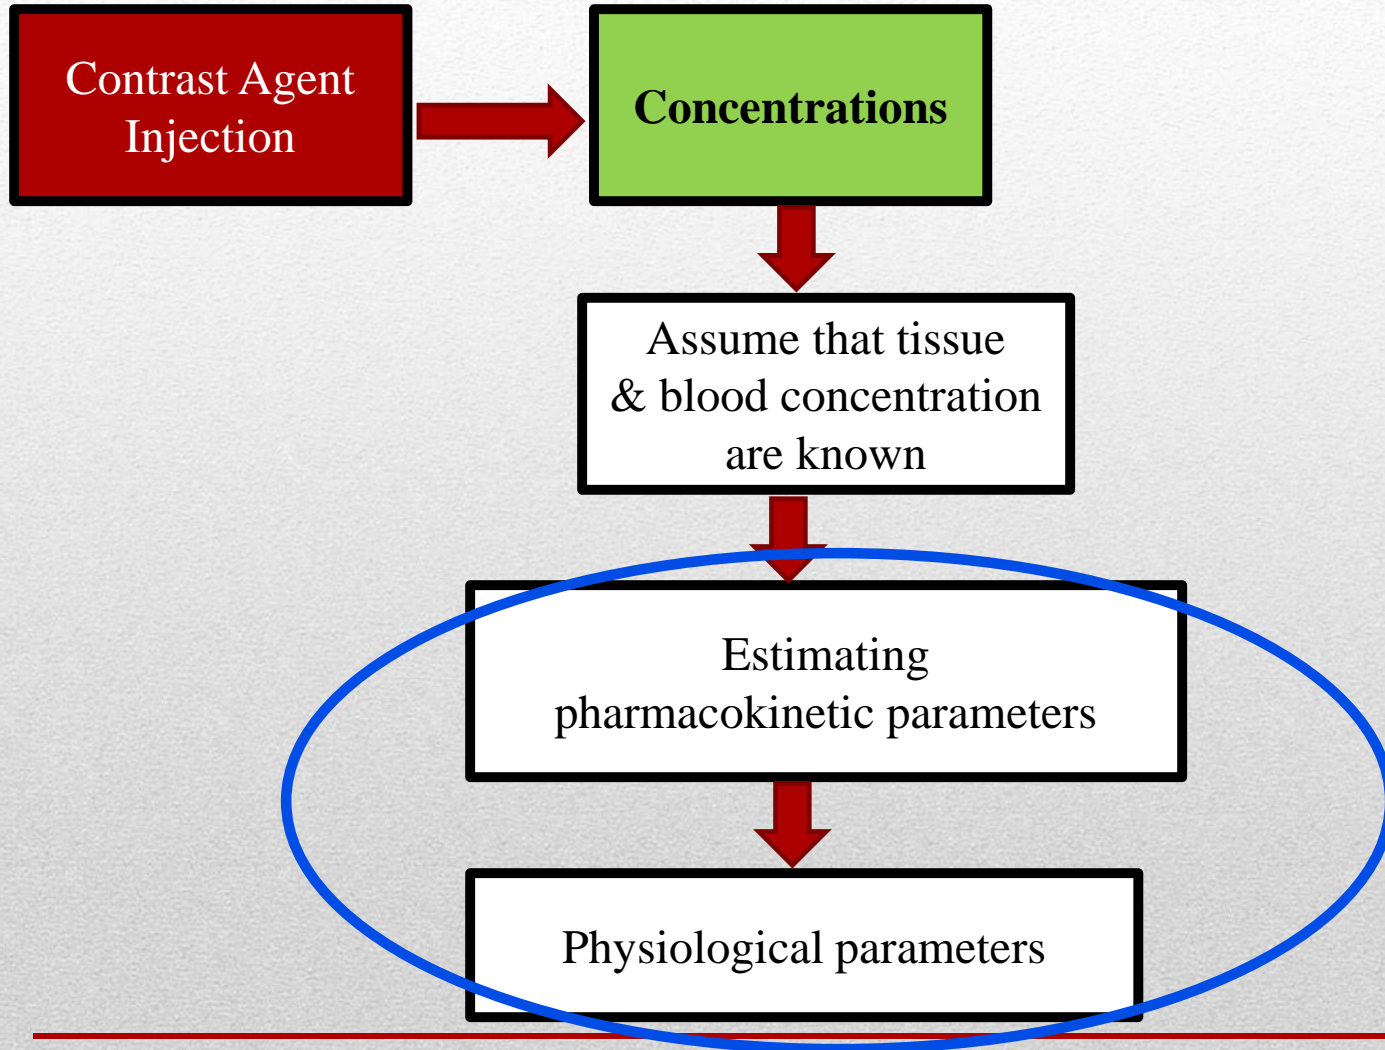 Contrast Agent
Injection
Concentrations
Assume that tissue
& blood concentration
are known
Estimating
pharmacokinetic parameters
Physiological parameters